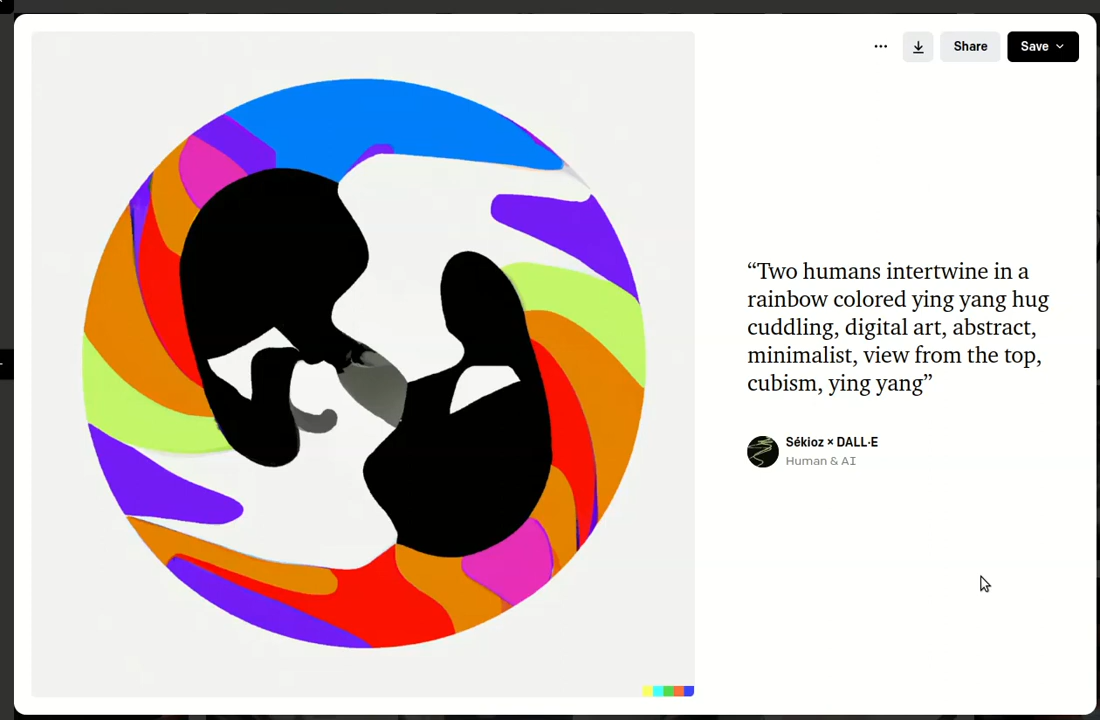 Share
Save
“Two humans intertwine in a
rainbow colored ying yang hug
cuddling, digital art, abstract,
minimalist, view from the top,
cubism, ying yang”
Sékioz × DALL·E
Human & AI